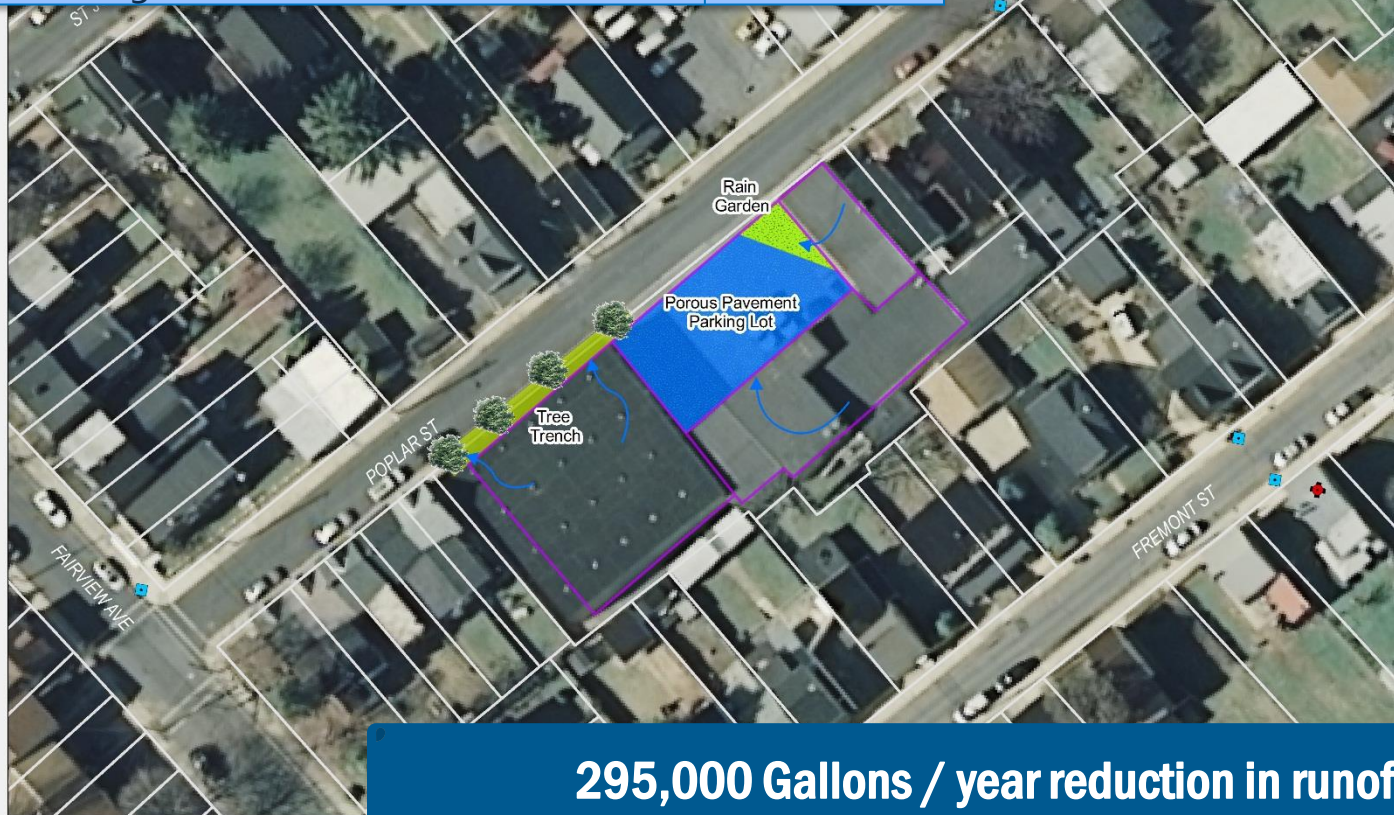 Rain
Garden
Porous Pavement
Parking Lot
Tree
Trench
POPLAR ST
FREMONT ST
FAIRVIEW AVE
295,000 Gallons / year reduction in runof